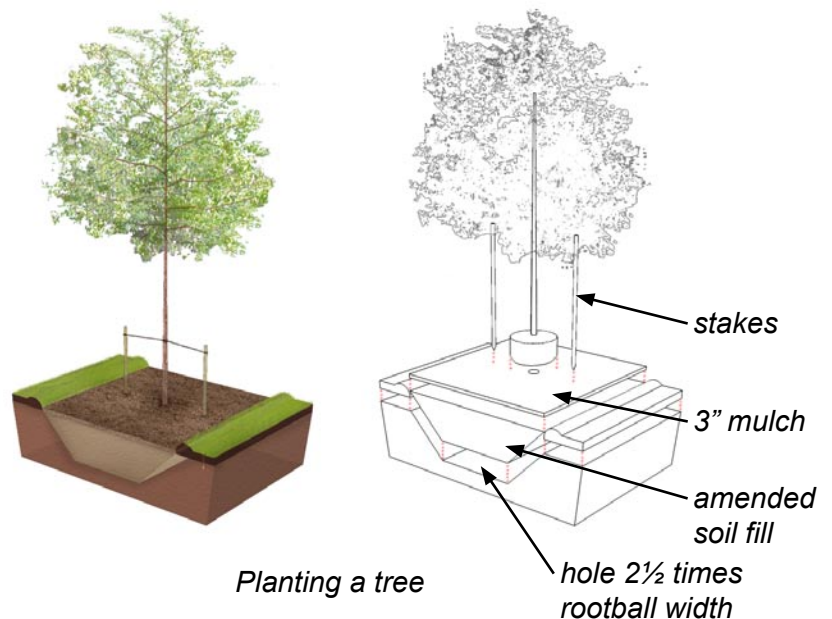 stakes
3” mulch
amended
soil fill
hole 2½ times
rootball width
Planting a tree